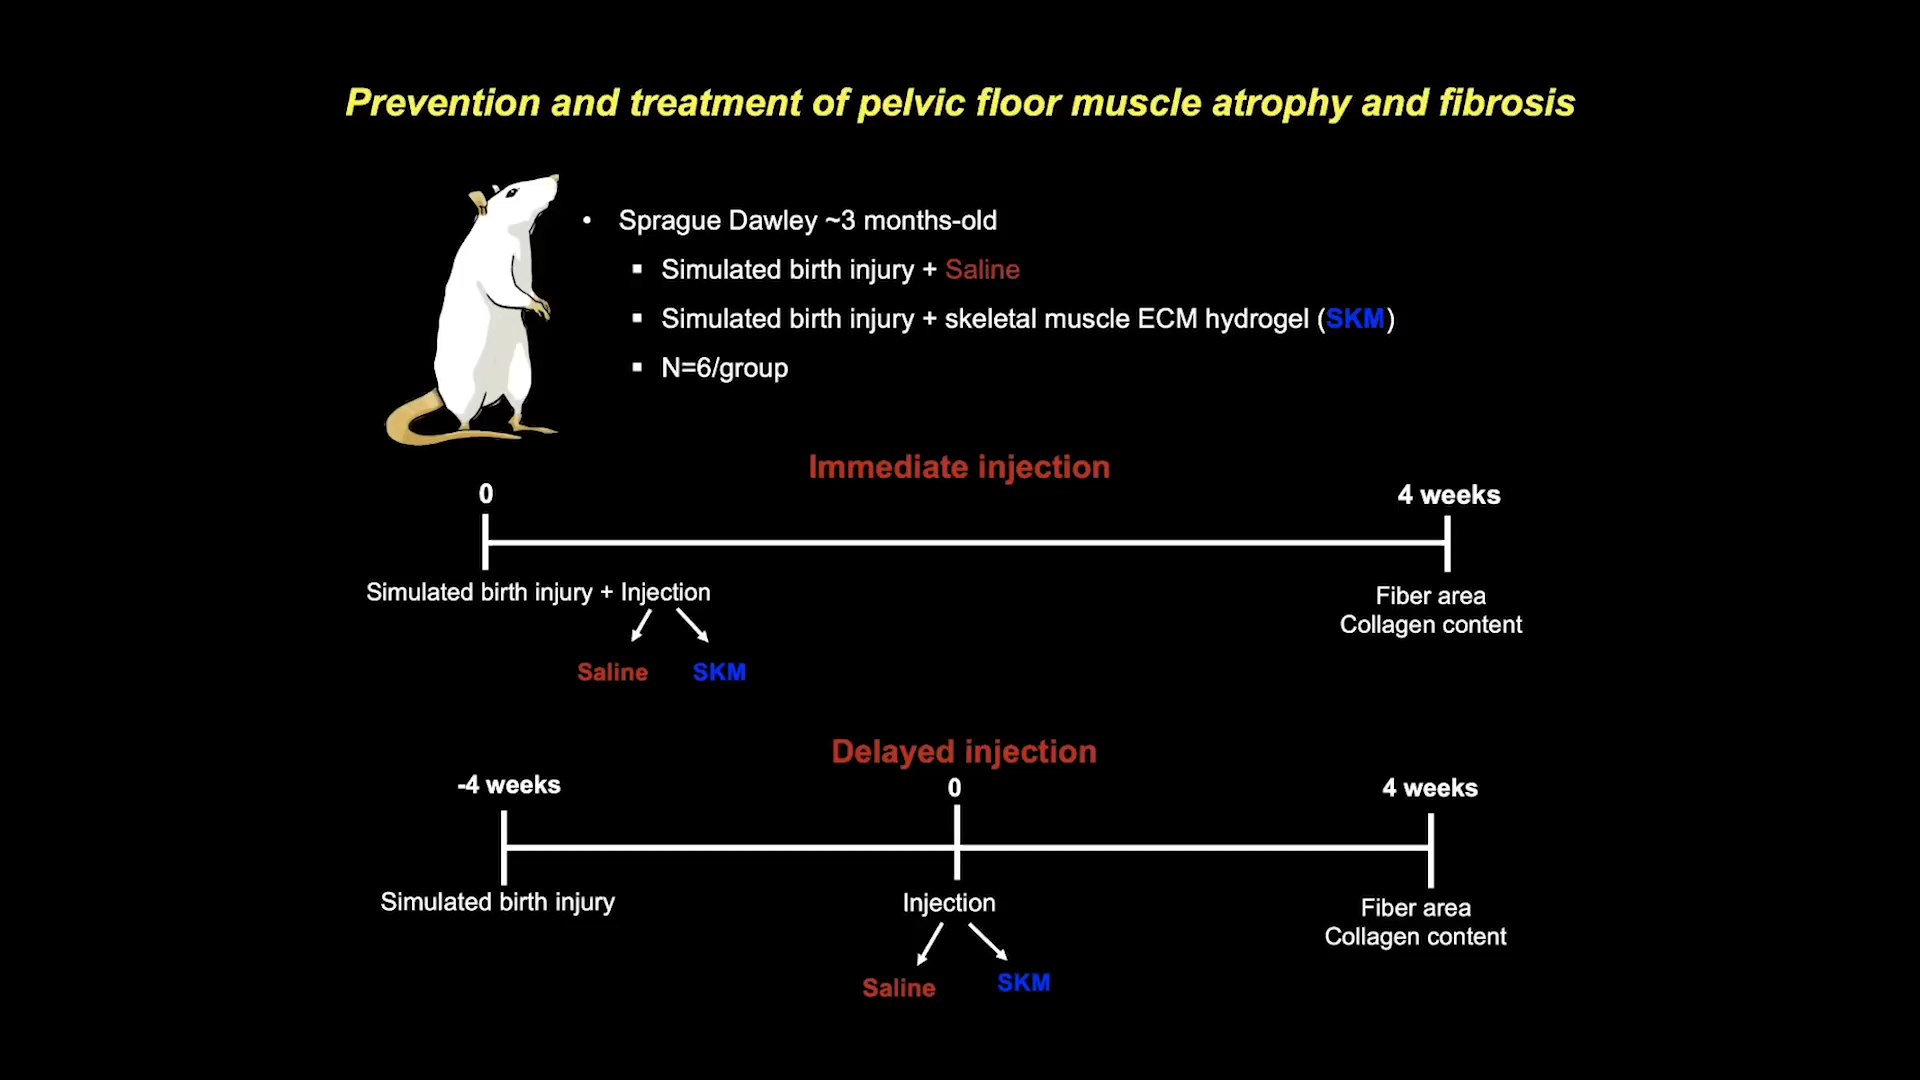 Prevention and treatment of pelvic floor muscle atrophy and fibrosis
• Sprague Dawley ~3 months-old
▪ Simulated birth injury + Saline
▪ Simulated birth injury + skeletal muscle ECM hydrogel (SKM)
▪ N=6/group
Immediate injection
0
4 weeks
Simulated birth injury + Injection
Fiber area
Collagen content
Saline
SKM
Delayed injection
-4 weeks
0
4 weeks
Simulated birth injury
Injection
Fiber area
Collagen content
Saline
SKM